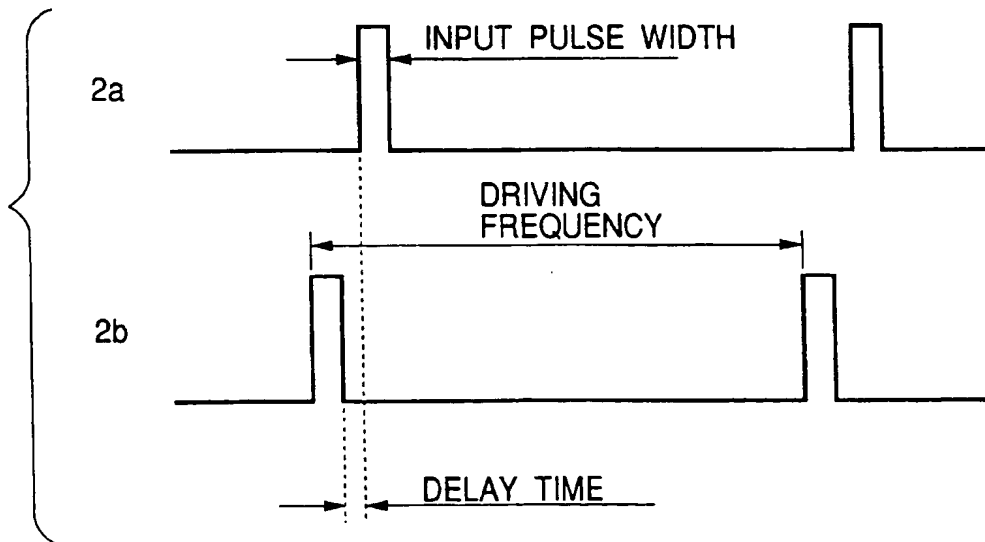 INPUT PULSE WIDTH
2a
DRIVING
FREQUENCY
2b
DELAY TIME